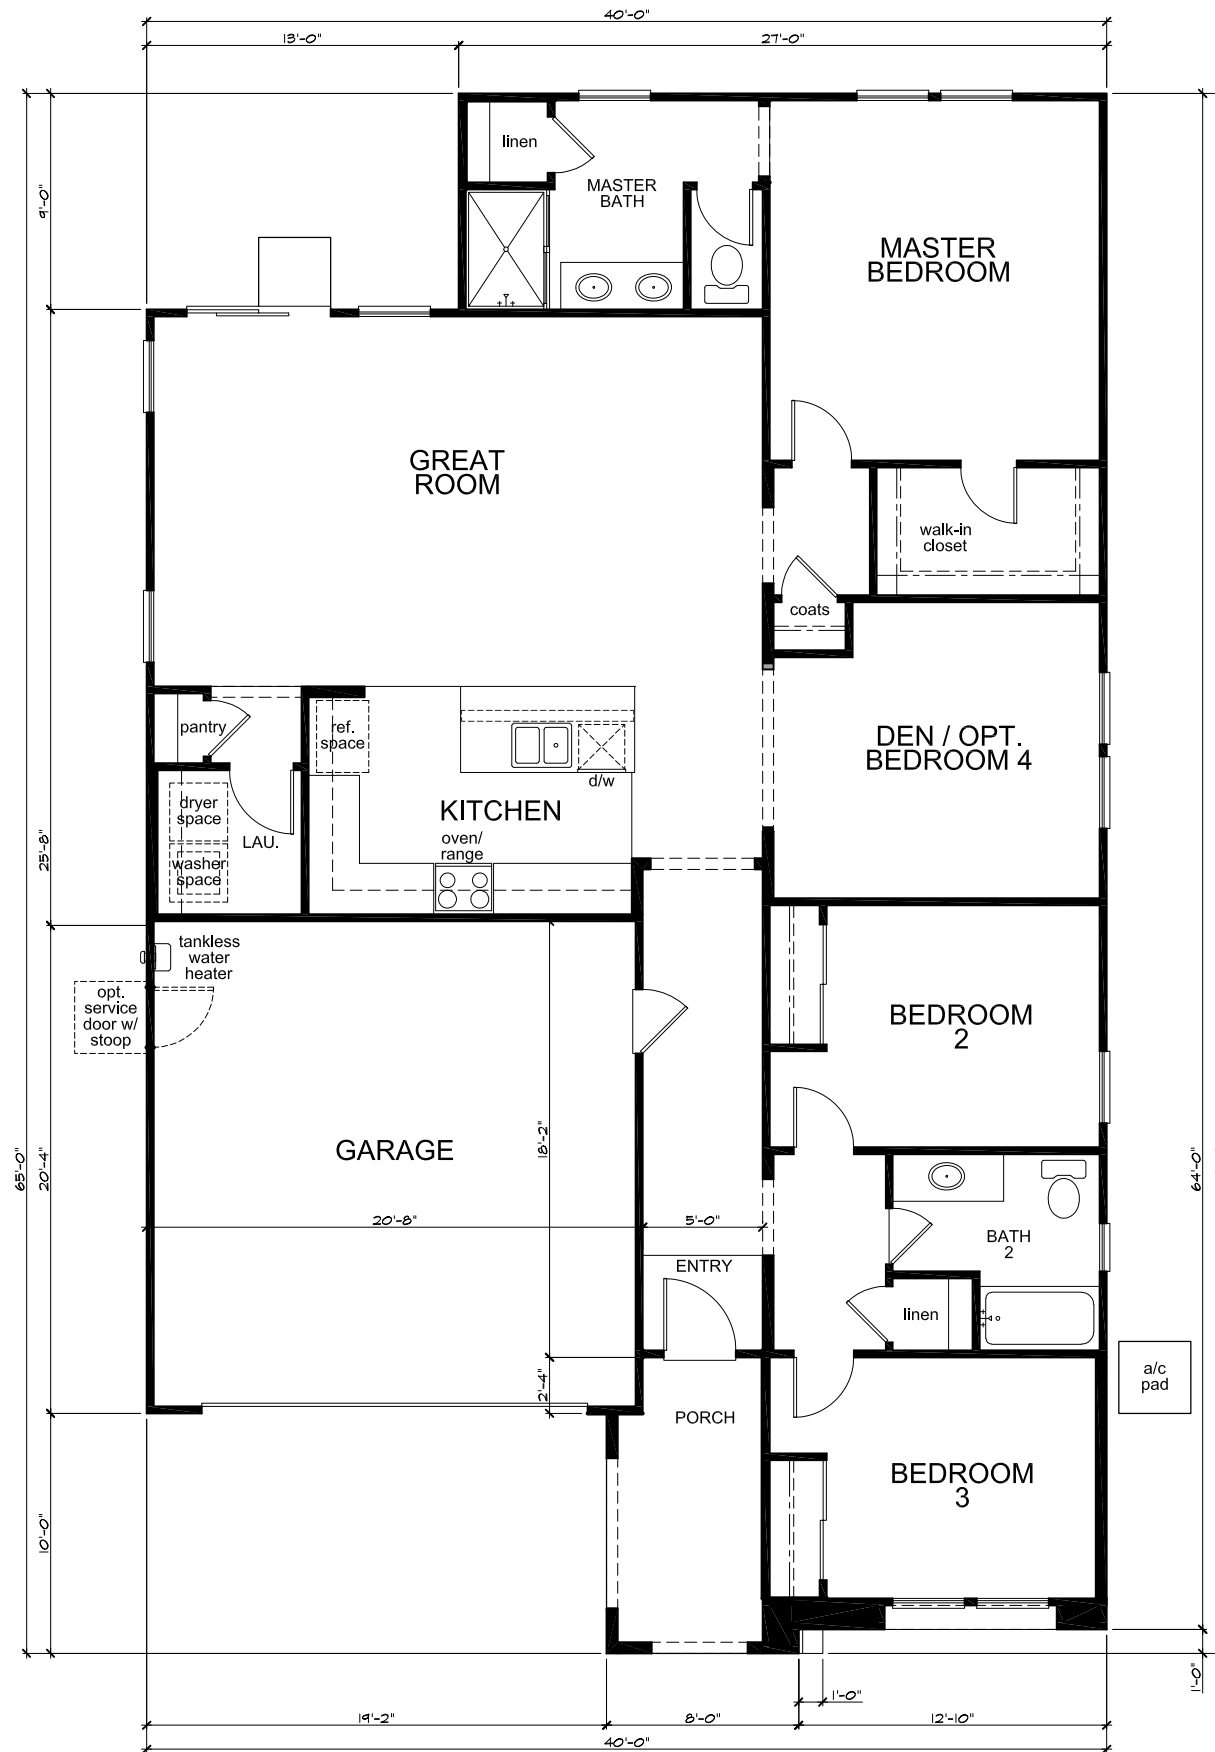 40'-0"
13'-0"
27'-0"
linen
MASTER
BATH
9'-0"
MASTER
BEDROOM
GREAT
ROOM
walk-in
closet
coats
pantry
ref.
space
DEN / OPT.
BEDROOM 4
d/w
dryer
space
KITCHEN
LAU.
oven/
range
washer
space
25'-8"
tankless
water
heater
opt.
service
door w/
stoop
BEDROOM
2
GARAGE
18'-2"
65'-0"
20'-4"
64'-0"
20'-8"
5'-0"
BATH
2
ENTRY
linen
a/c
pad
2'-4"
PORCH
BEDROOM
3
10'-0"
1'-0"
1'-0"
19'-2"
8'-0"
12'-10"
40'-0"